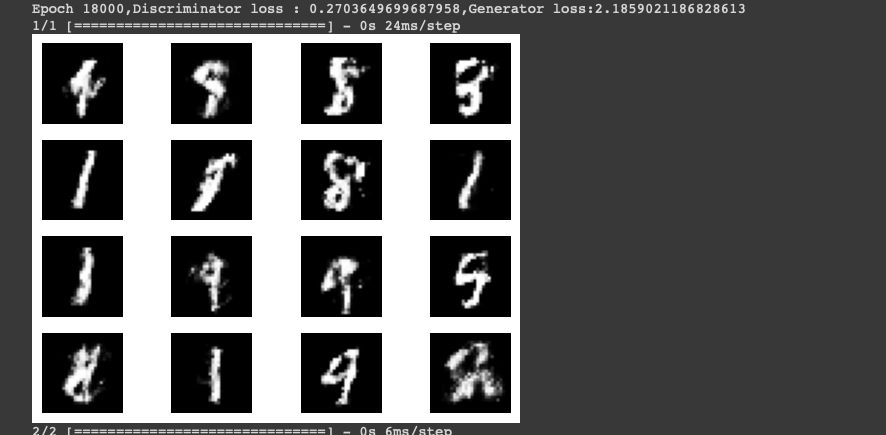 Epoch 18000,Discriminator loss : 0.2703649699687958,Generator loss:2.1859021186828613
1/1 [==============================] - 0s 24ms/step
2/2 [==============================] - 0s 6ms/step